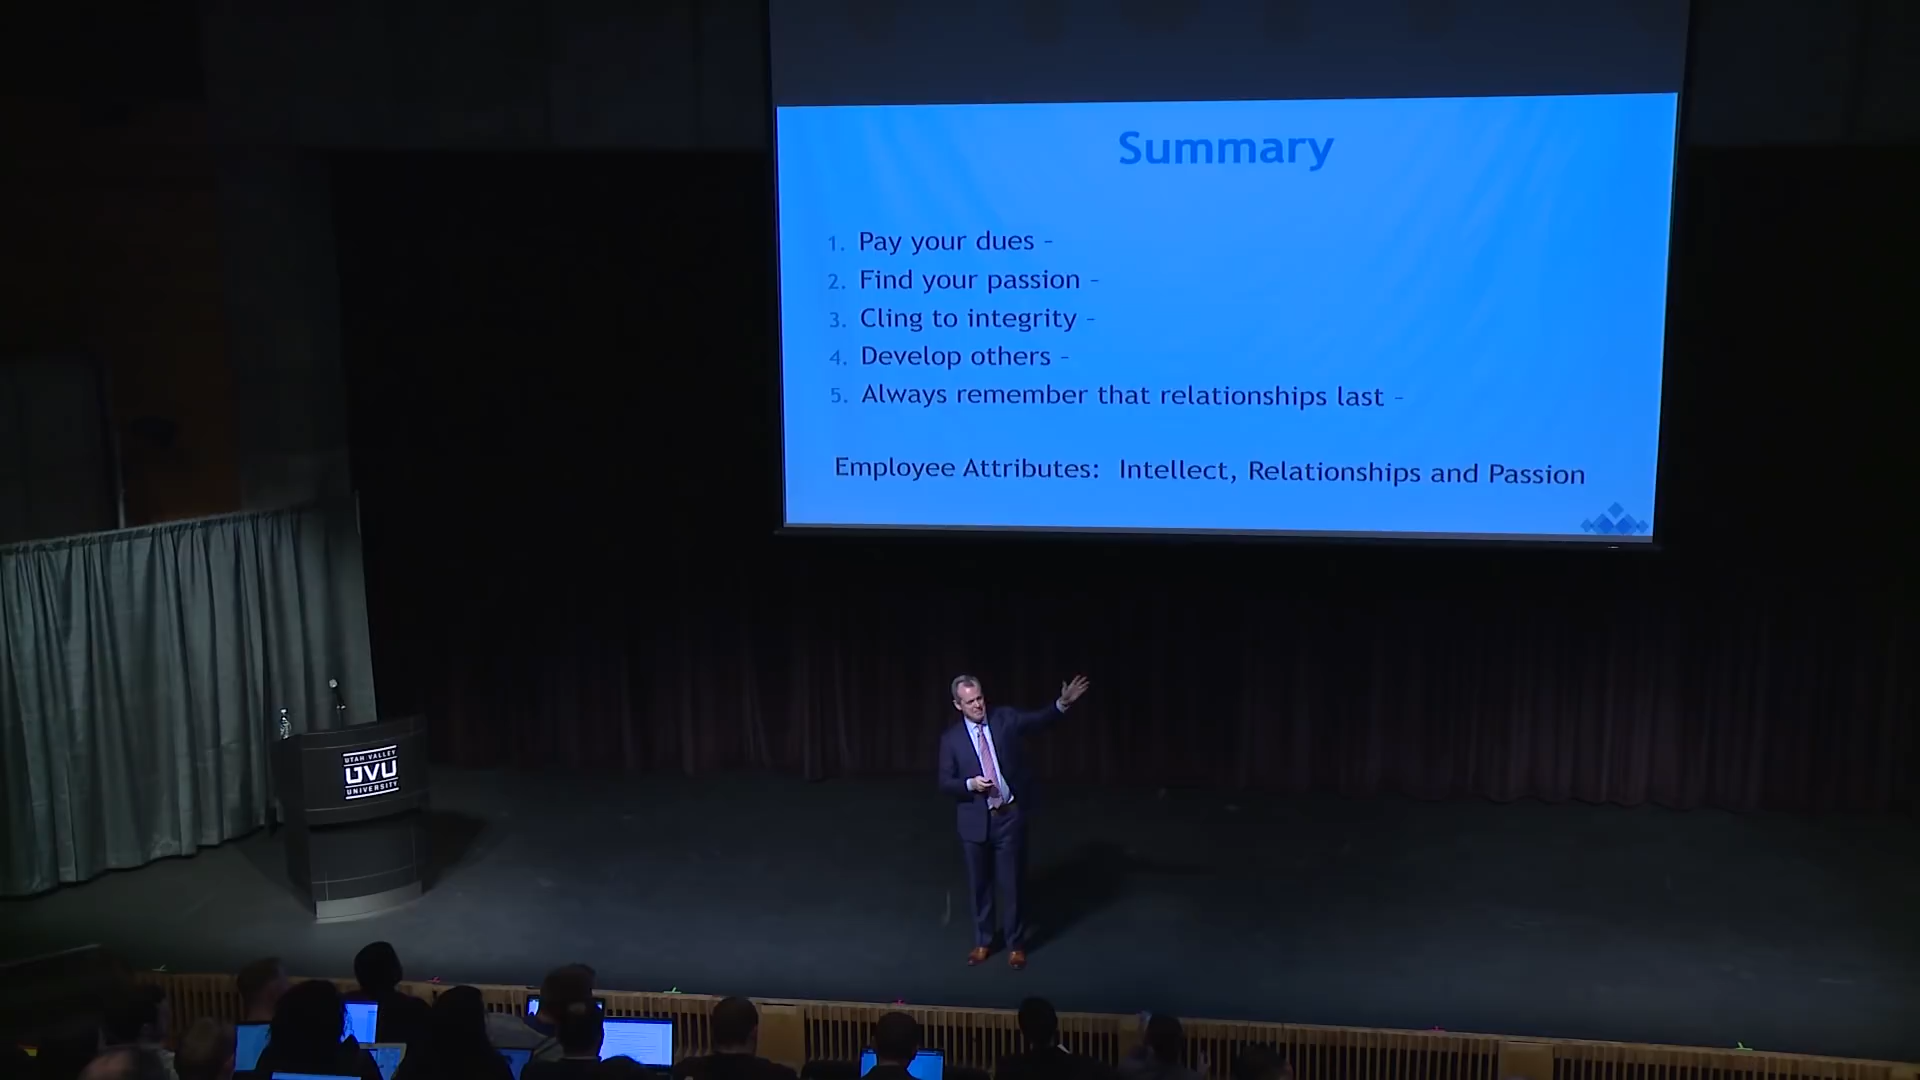 Summary
1. Pay your dues -
2. Find your passion -
3. Cling to integrity -
4. Develop others -
5. Always remember that relationships last -
Employee Attributes: Intellect, Relationships and Passion
UTAH VALLEY
UVU
UNIVERSITY